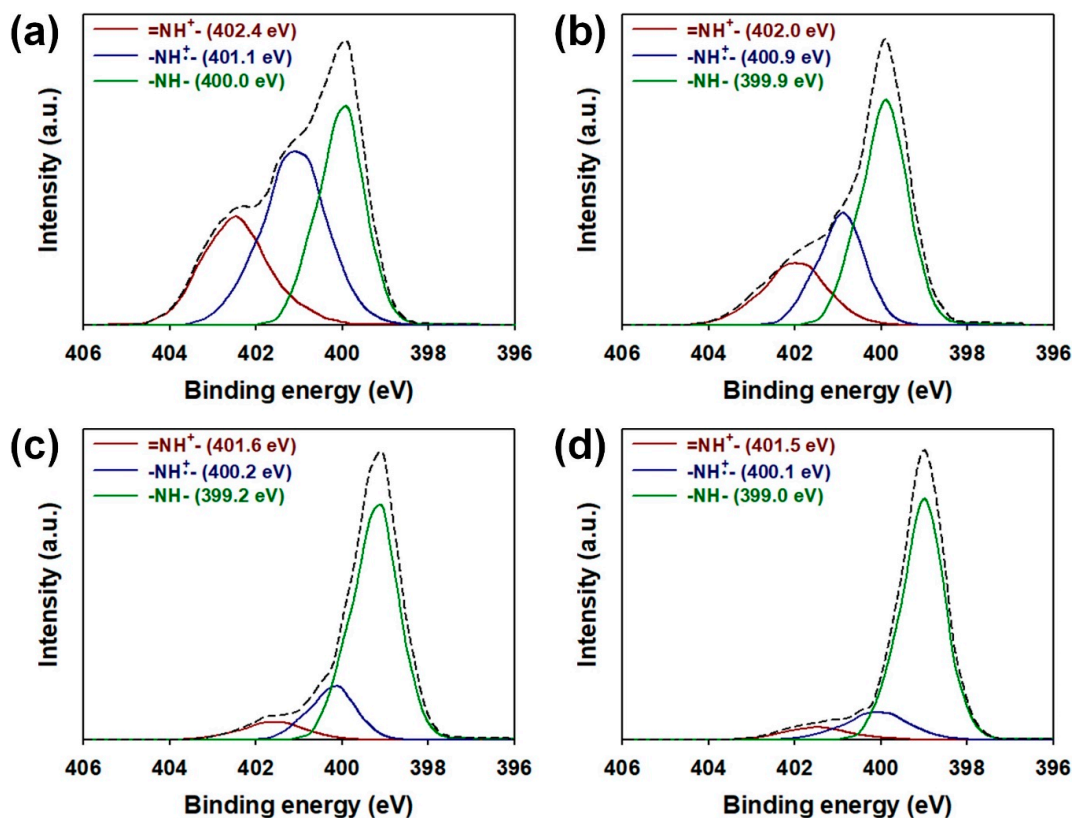 (a)
=NH⁺- (402.4 eV)
-NH⁺·- (401.1 eV)
-NH- (400.0 eV)
Intensity (a.u.)
406 404 402 400 398 396
Binding energy (eV)
(b)
=NH⁺- (402.0 eV)
-NH⁺·- (400.9 eV)
-NH- (399.9 eV)
Intensity (a.u.)
406 404 402 400 398 396
Binding energy (eV)
(c)
=NH⁺- (401.6 eV)
-NH⁺·- (400.2 eV)
-NH- (399.2 eV)
Intensity (a.u.)
406 404 402 400 398 396
Binding energy (eV)
(d)
=NH⁺- (401.5 eV)
-NH⁺·- (400.1 eV)
-NH- (399.0 eV)
Intensity (a.u.)
406 404 402 400 398 396
Binding energy (eV)